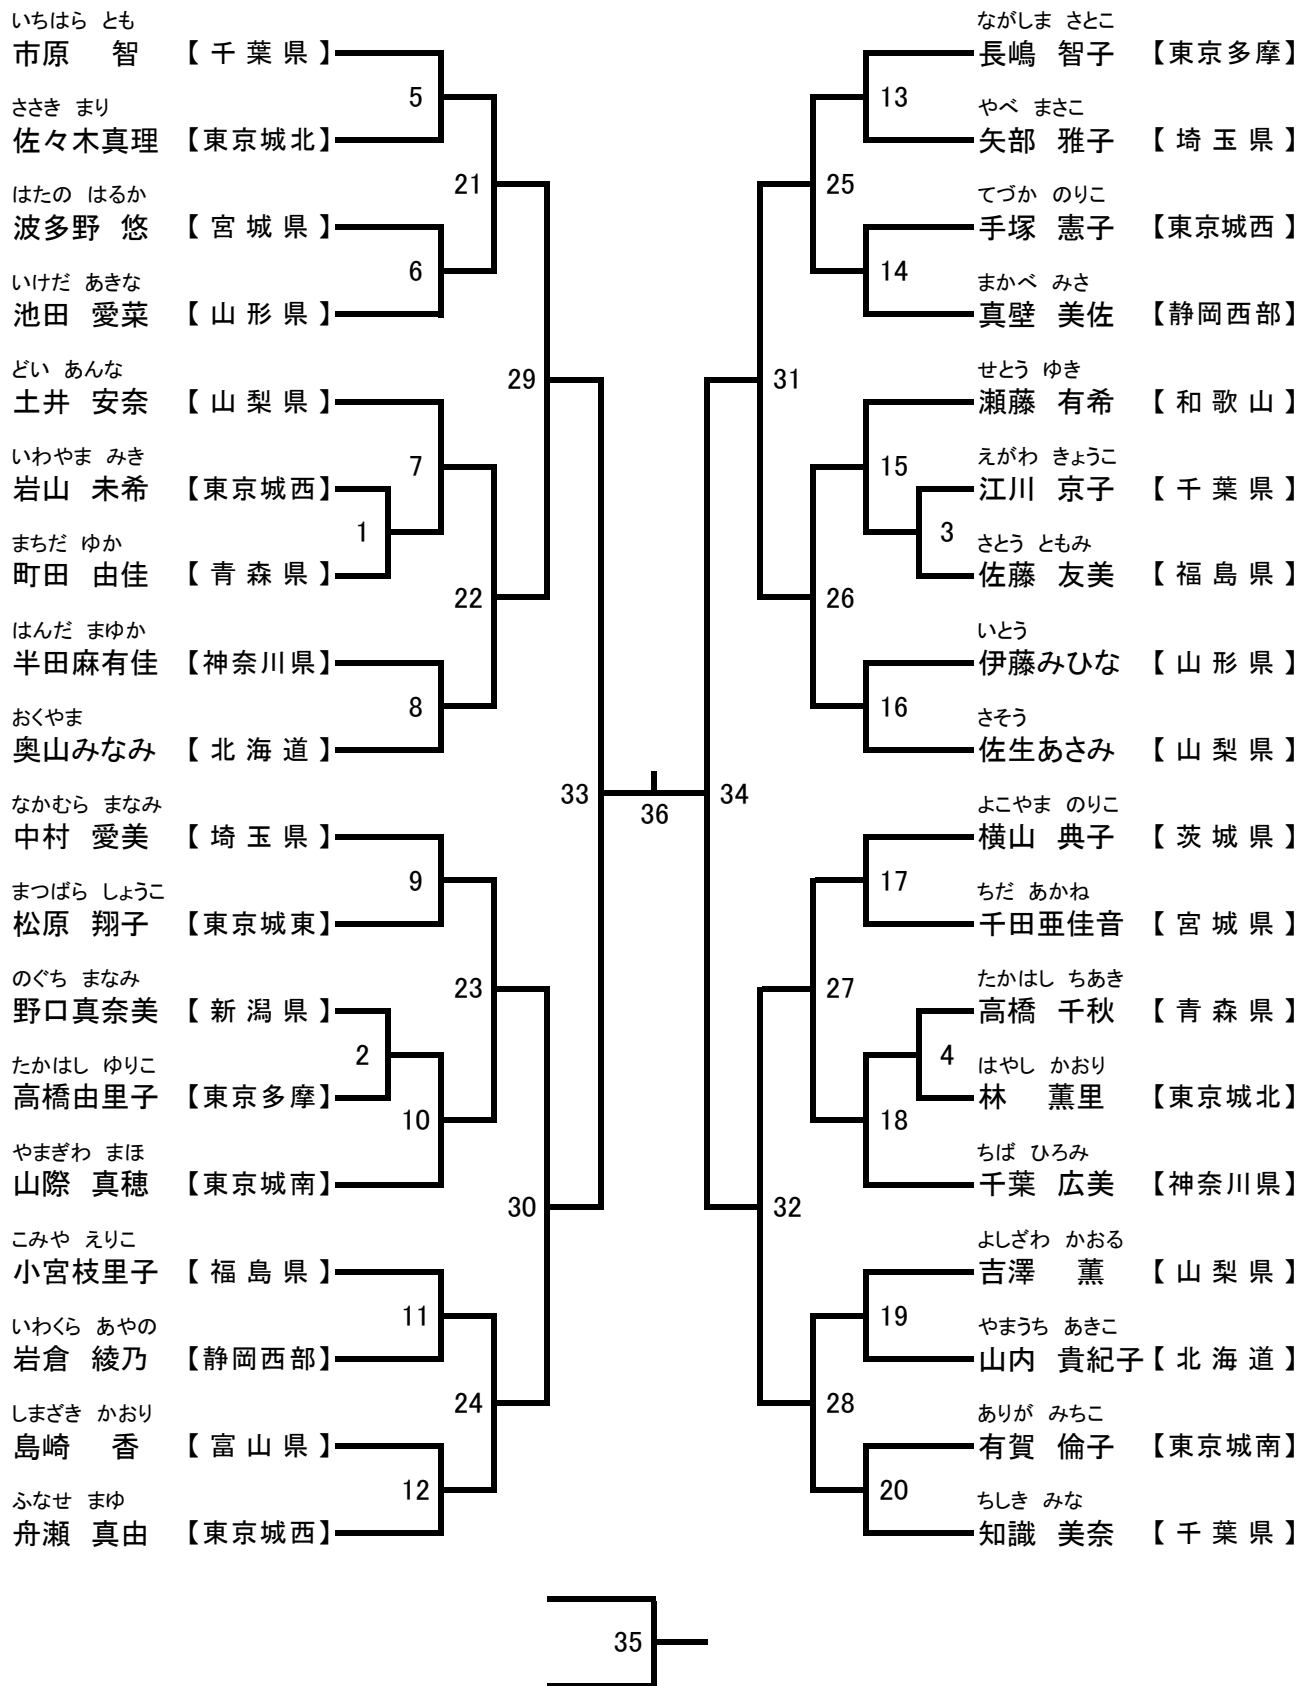 いちはら とも
市原 智 【 千 葉 県 】
5
ささき まり
佐々木真理 【東京城北】
21
はたの はるか
波多野 悠 【 宮 城 県 】
6
いけだ あきな
池田 愛菜 【 山 形 県 】
29
どい あんな
土井 安奈 【 山 梨 県 】
7
いわやま みき
岩山 未希 【東京城西】
1
まちだ ゆか
町田 由佳 【 青 森 県 】
22
はんだ まゆか
半田麻有佳 【神奈川県】
8
おくやま
奥山みなみ 【 北 海 道 】
33
なかむら まなみ
中村 愛美 【 埼 玉 県 】
9
まつばら しょうこ
松原 翔子 【東京城東】
23
のぐち まなみ
野口真奈美 【 新 潟 県 】
2
たかはし ゆりこ
高橋由里子 【東京多摩】
10
やまぎわ まほ
山際 真穂 【東京城南】
30
こみや えりこ
小宮枝里子 【 福 島 県 】
11
いわくら あやの
岩倉 綾乃 【静岡西部】
24
しまざき かおり
島崎 香 【 富 山 県 】
12
ふなせ まゆ
舟瀬 真由 【東京城西】
36
ながしま さとこ
長嶋 智子 【東京多摩】
13
やべ まさこ
矢部 雅子 【 埼 玉 県 】
25
てづか のりこ
手塚 憲子 【東京城西 】
14
まかべ みさ
真壁 美佐 【静岡西部】
31
せとう ゆき
瀬藤 有希 【 和 歌 山 】
15
えがわ きょうこ
江川 京子 【 千 葉 県 】
3
さとう ともみ
佐藤 友美 【 福 島 県 】
26
いとう
伊藤みひな 【 山 形 県 】
16
さそう
佐生あさみ 【 山 梨 県 】
34
よこやま のりこ
横山 典子 【 茨 城 県 】
17
ちだ あかね
千田亜佳音 【 宮 城 県 】
27
たかはし ちあき
高橋 千秋 【 青 森 県 】
4
はやし かおり
林 薫里 【東京城北】
18
ちば ひろみ
千葉 広美 【神奈川県】
32
よしざわ かおる
吉澤 薫 【 山 梨 県 】
19
やまうち あきこ
山内 貴紀子【 北 海 道 】
28
ありが みちこ
有賀 倫子 【東京城南】
20
ちしき みな
知識 美奈 【 千 葉 県 】
35